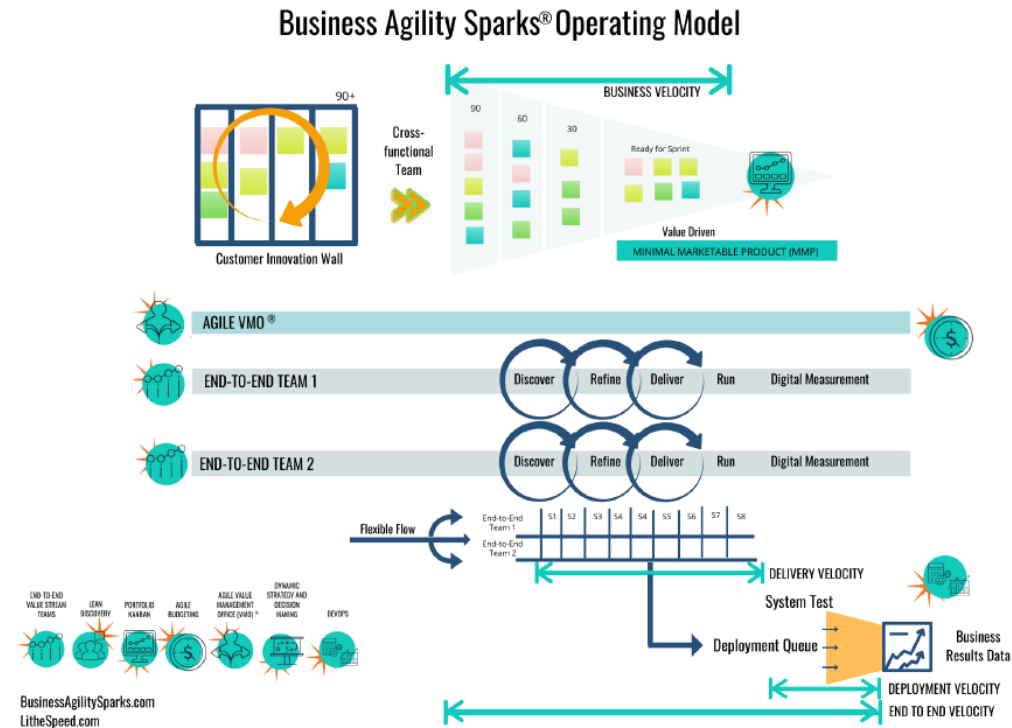 Business Agility Sparks® Operating Model
BUSINESS VELOCITY
90+
90
60
30
Cross-
functional
Team
Ready for Sprint
Value Driven
MINIMAL MARKETABLE PRODUCT (MMP)
Customer Innovation Wall
AGILE VMO ®
$
END-TO-END TEAM 1
Discover
Refine
Deliver
Run
Digital Measurement
END-TO-END TEAM 2
Discover
Refine
Deliver
Run
Digital Measurement
Flexible Flow
End-to-End
Team 1
S1 S2 S3 S4 S4 S5 S6 S7 S8
End-to-End
Team 2
DELIVERY VELOCITY
System Test
Deployment Queue
Business
Results Data
DEPLOYMENT VELOCITY
END TO END VELOCITY
END-TO-END
VALUE STREAM
TEAMS
LEAN
DISCOVERY
PORTFOLIO
KANBAN
AGILE
BUDGETING
$
AGILE VALUE
MANAGEMENT
OFFICE (VMO) ®
DYNAMIC
STRATEGY AND
DECISION
MAKING
DEVOPS
BusinessAgilitySparks.com
LitheSpeed.com